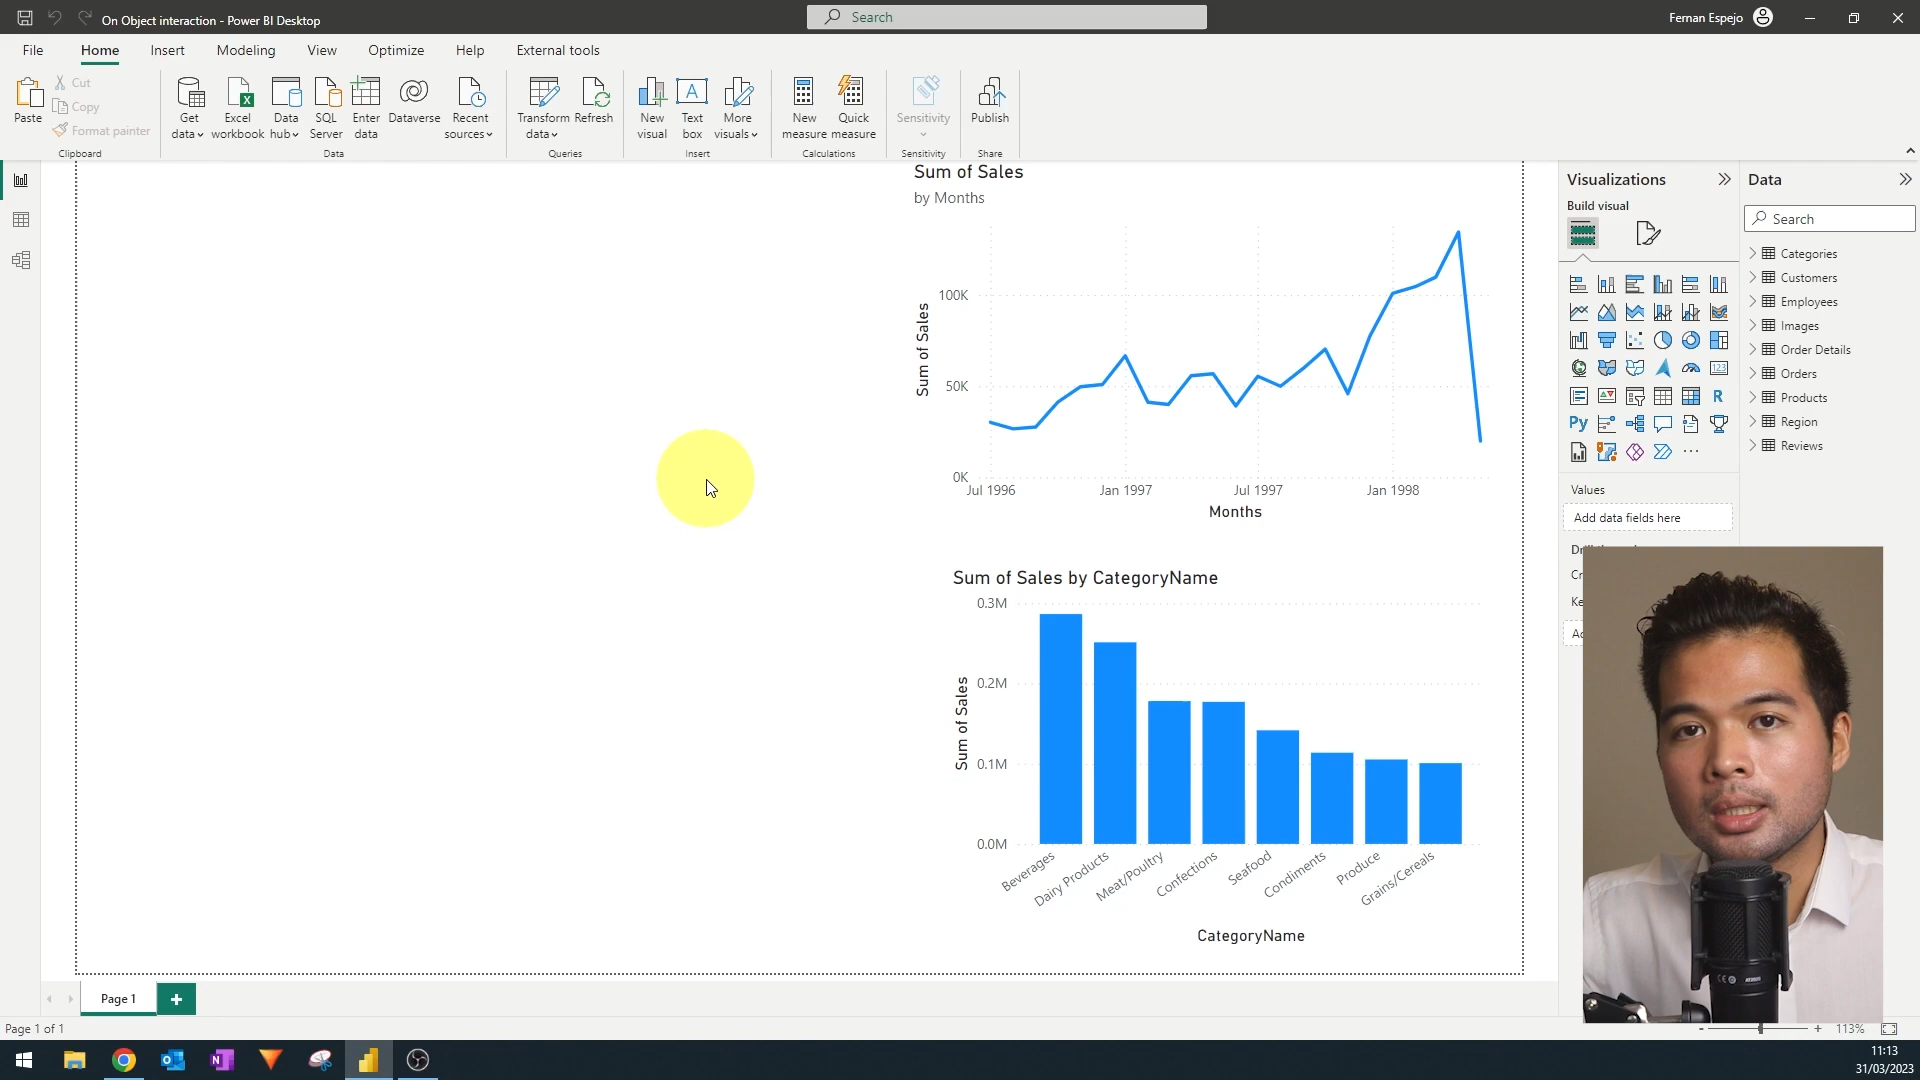 On Object interaction - Power BI Desktop
Search
Fernan Espejo
File
Home
Insert
Modeling
View
Optimize
Help
External tools
Paste
Cut
Copy
Format painter
Clipboard
Get data
Excel workbook
Data hub
SQL Server
Enter data
Dataverse
Recent sources
Data
Transform data
Refresh
Queries
New visual
Text box
More visuals
Insert
New measure
Quick measure
Calculations
Sensitivity
Sensitivity
Publish
Share
Sum of Sales
by Months
Sum of Sales
100K
50K
0K
Jul 1996
Jan 1997
Jul 1997
Jan 1998
Months
Sum of Sales by CategoryName
Sum of Sales
0.3M
0.2M
0.1M
0.0M
Beverages
Dairy Products
Meat/Poultry
Confections
Seafood
Condiments
Produce
Grains/Cereals
CategoryName
Visualizations
Build visual
123
R
Py
Values
Add data fields here
Data
Search
Categories
Customers
Employees
Images
Order Details
Orders
Products
Region
Reviews
Page 1
Page 1 of 1
113%
11:13
31/03/2023